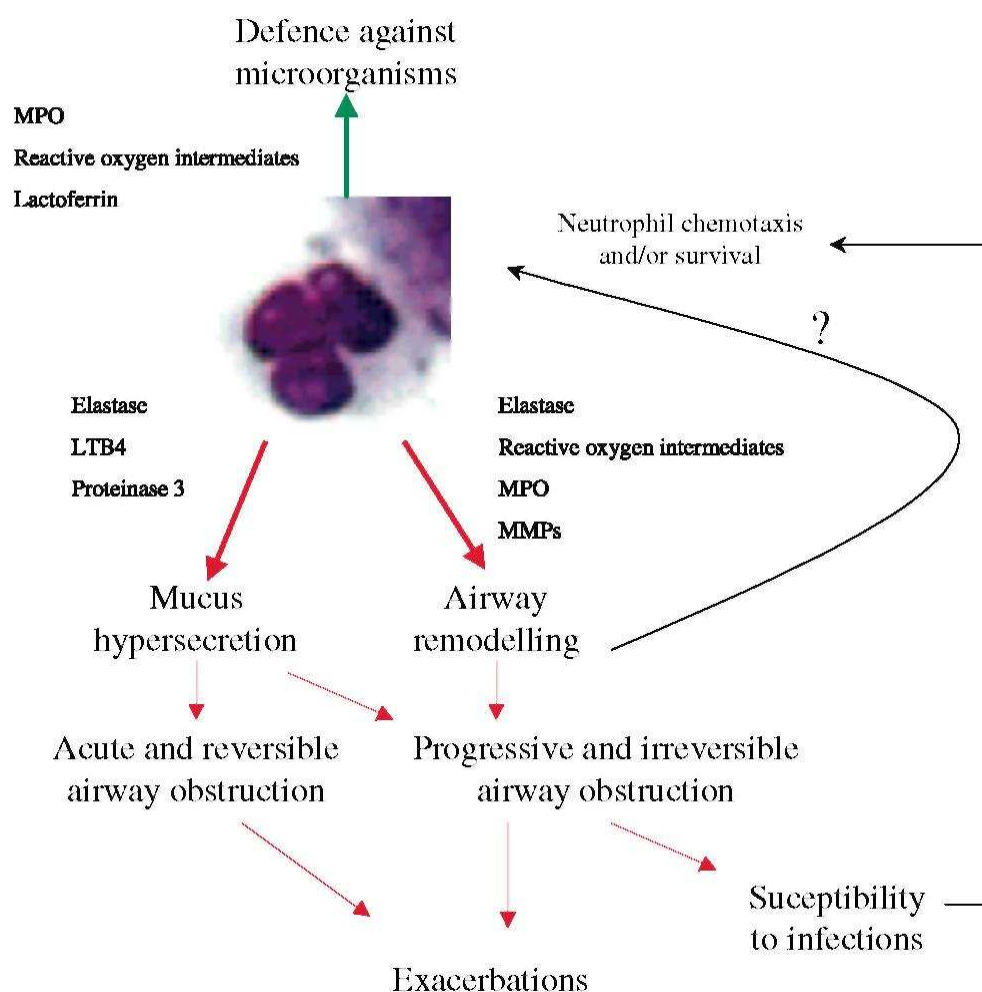 Defence against
microorganisms
MPO
Reactive oxygen intermediates
Lactoferrin
Neutrophil chemotaxis
and/or survival
?
Elastase
LTB4
Proteinase 3
Elastase
Reactive oxygen intermediates
MPO
MMPs
Mucus
hypersecretion
Airway
remodelling
Acute and reversible
airway obstruction
Progressive and irreversible
airway obstruction
Suceptibility
to infections
Exacerbations